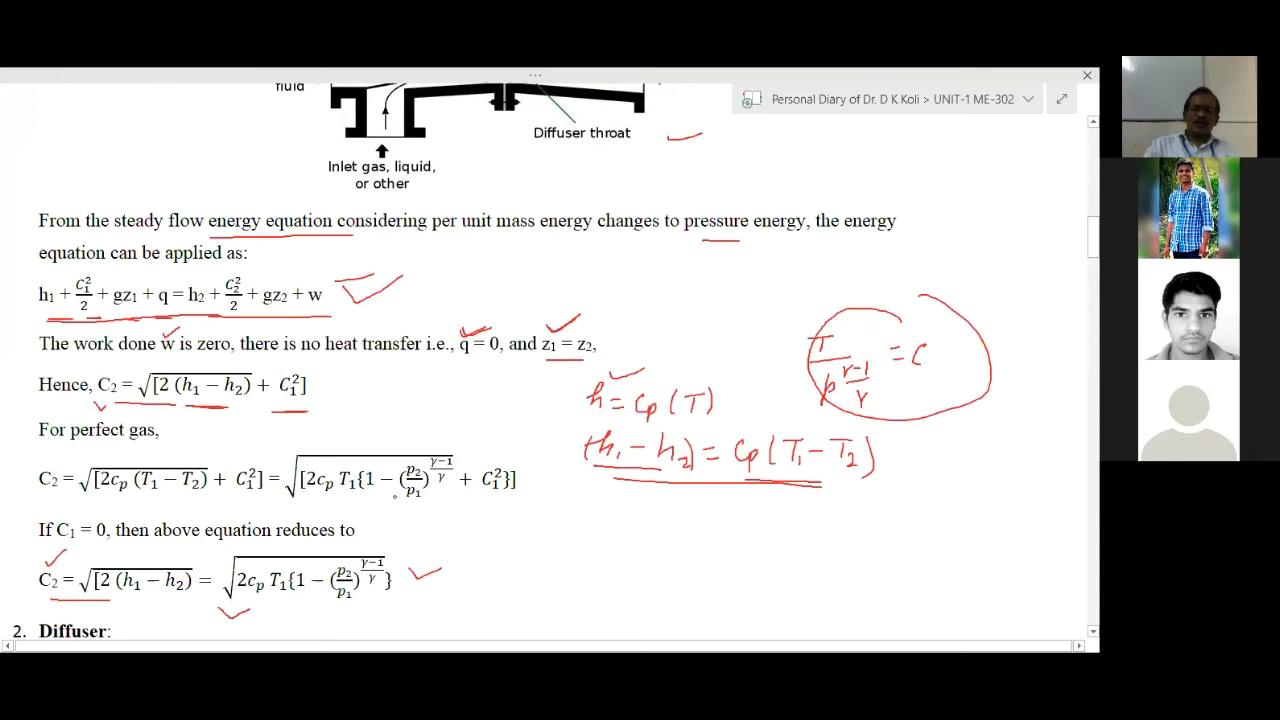 fluid
Personal Diary of Dr. D K Koli > UNIT-1 ME-302
Diffuser throat
Inlet gas, liquid,
or other
From the steady flow energy equation considering per unit mass energy changes to pressure energy, the energy
equation can be applied as:
h₁ + C₁²/2 + gz₁ + q = h₂ + C₂²/2 + gz₂ + w
The work done w is zero, there is no heat transfer i.e., q = 0, and z₁ = z₂,
Hence, C₂ = √[2 (h₁ − h₂) + C₁²]
For perfect gas,
C₂ = √[2cₚ (T₁ − T₂) + C₁²] = √[2cₚ T₁{1 − (p₂/p₁)^((γ−1)/γ) + C₁²}]
If C₁ = 0, then above equation reduces to
C₂ = √[2 (h₁ − h₂) = √2cₚ T₁{1 − (p₂/p₁)^((γ−1)/γ)}
2. Diffuser:
T/p^((γ−1)/γ) = C
h = cp (T)
(h₁ − h₂) = cp (T₁ − T₂)